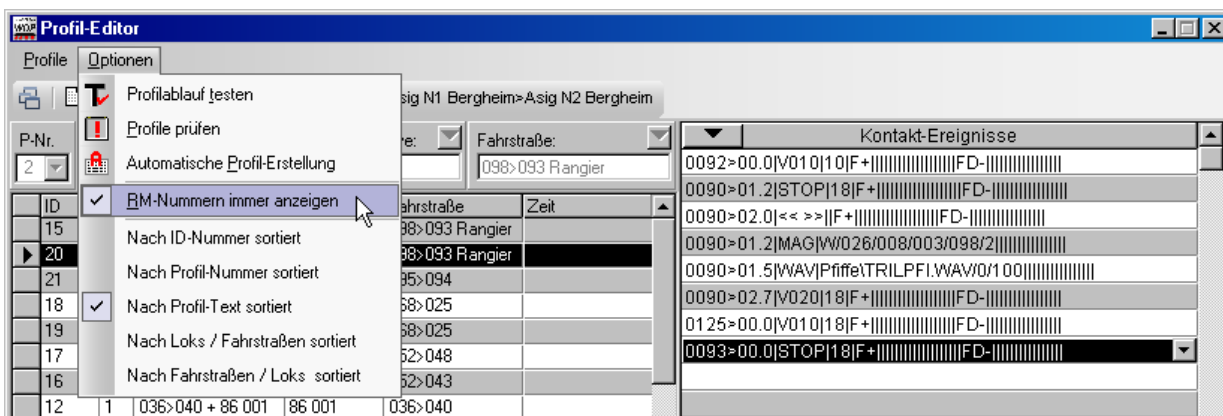 Profil-Editor
Profile Optionen
sig N1 Bergheim>Asig N2 Bergheim
Profilablauf testen
Profile prüfen
Automatische Profil-Erstellung
RM-Nummern immer anzeigen
Nach ID-Nummer sortiert
Nach Profil-Nummer sortiert
Nach Profil-Text sortiert
Nach Loks / Fahrstraßen sortiert
Nach Fahrstraßen / Loks sortiert
P-Nr. ve: Fahrstraße:
2 098>093 Rangier
ID ahrstraße Zeit
15 98>093 Rangier
20 98>093 Rangier
21 95>094
18 68>025
19 68>025
17 52>048
16 52>043
12 1 036>040 + 86 001 86 001 036>040
Kontakt-Ereignisse
0092>00.0|V010|10|F+||||||||||||||||||FD-||||||||||||||||
0090>01.2|STOP|18|F+||||||||||||||||||FD-||||||||||||||||
0090>02.0|<< >>||F+||||||||||||||||||FD-||||||||||||||||
0090>01.2|MAG|W/026/008/003/098/2||||||||||||||||
0090>01.5|WAV|Pfiffe\TRILPFI.WAV/0/100||||||||||||||||
0090>02.7|V020|18|F+||||||||||||||||||FD-||||||||||||||||
0125>00.0|V010|18|F+||||||||||||||||||FD-||||||||||||||||
0093>00.0|STOP|18|F+||||||||||||||||||FD-||||||||||||||||